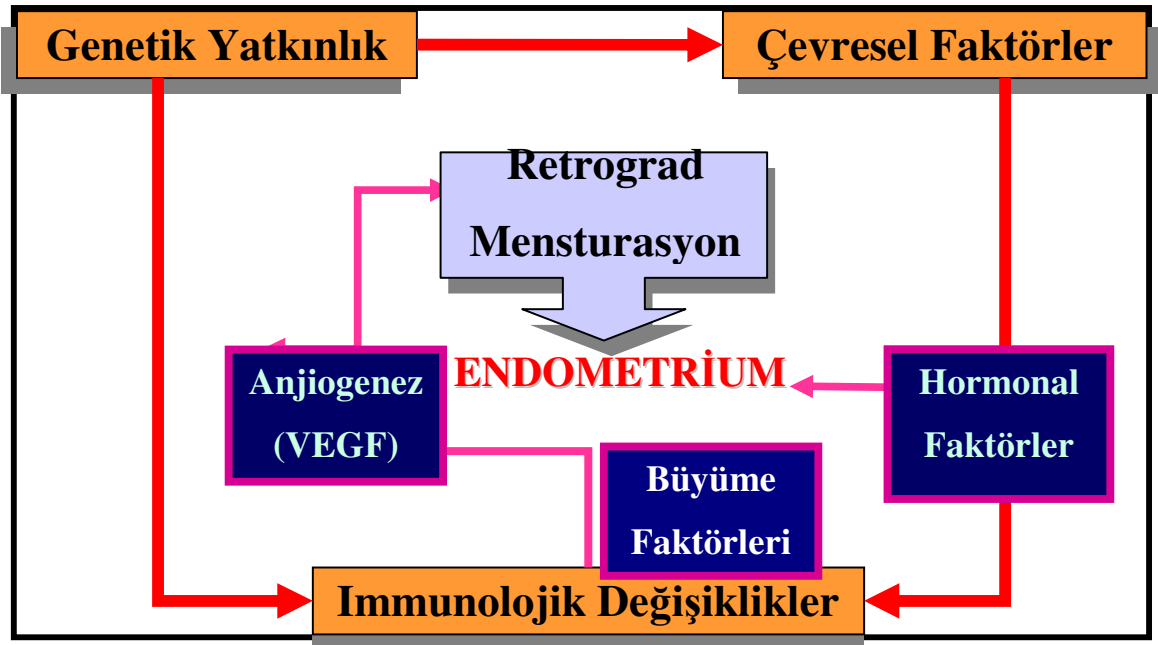 Genetik Yatkınlık
Çevresel Faktörler
Retrograd
Mensturasyon
ENDOMETRİUM
Anjiogenez
(VEGF)
Hormonal
Faktörler
Büyüme
Faktörleri
Immunolojik Değişiklikler